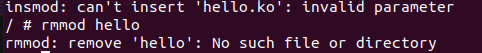 insmod: can't insert 'hello.ko': invalid parameter
/ # rmmod hello
rmmod: remove 'hello': No such file or directory